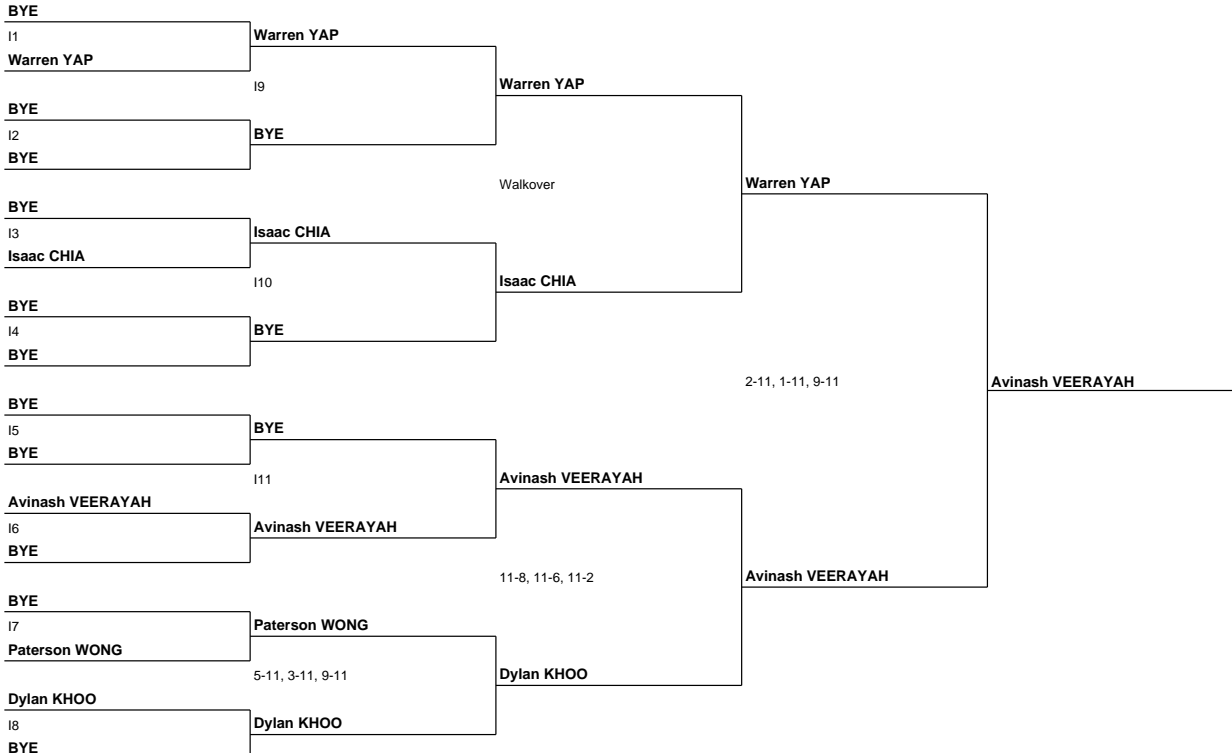 BYE
I1
Warren YAP
BYE
I2
BYE
BYE
I3
Isaac CHIA
BYE
I4
BYE
BYE
I5
BYE
Avinash VEERAYAH
I6
BYE
BYE
I7
Paterson WONG
Dylan KHOO
I8
BYE
Warren YAP
I9
BYE
Isaac CHIA
I10
BYE
BYE
I11
Avinash VEERAYAH
Paterson WONG
5-11, 3-11, 9-11
Dylan KHOO
Warren YAP
Walkover
Isaac CHIA
Avinash VEERAYAH
11-8, 11-6, 11-2
Dylan KHOO
Warren YAP
2-11, 1-11, 9-11
Avinash VEERAYAH
Avinash VEERAYAH